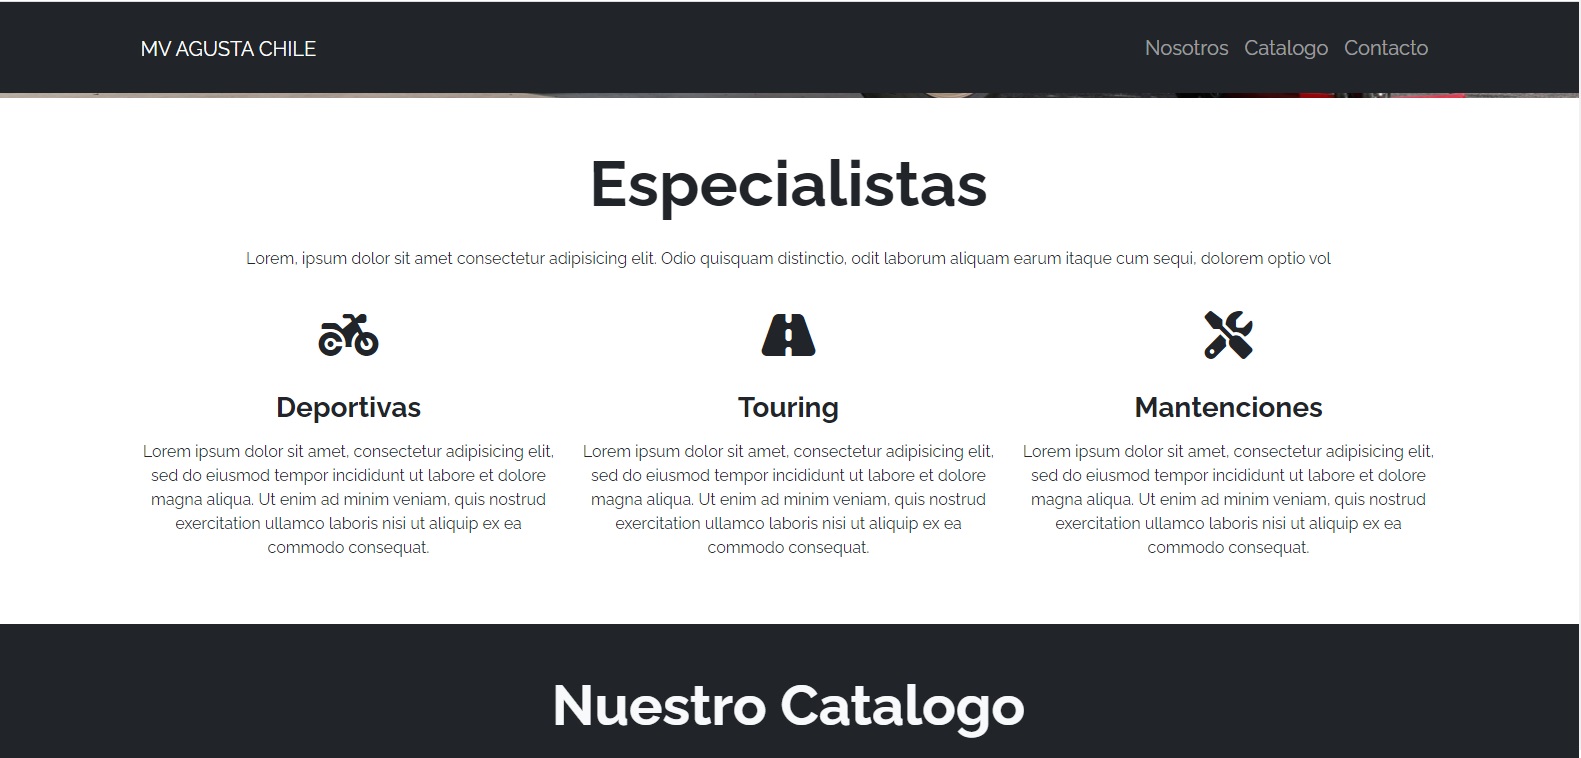 MV AGUSTA CHILE
Nosotros Catalogo Contacto
Especialistas
Lorem, ipsum dolor sit amet consectetur adipisicing elit. Odio quisquam distinctio, odit laborum aliquam earum itaque cum sequi, dolorem optio vol
Deportivas
Lorem ipsum dolor sit amet, consectetur adipisicing elit,
sed do eiusmod tempor incididunt ut labore et dolore
magna aliqua. Ut enim ad minim veniam, quis nostrud
exercitation ullamco laboris nisi ut aliquip ex ea
commodo consequat.
Touring
Lorem ipsum dolor sit amet, consectetur adipisicing elit,
sed do eiusmod tempor incididunt ut labore et dolore
magna aliqua. Ut enim ad minim veniam, quis nostrud
exercitation ullamco laboris nisi ut aliquip ex ea
commodo consequat.
Mantenciones
Lorem ipsum dolor sit amet, consectetur adipisicing elit,
sed do eiusmod tempor incididunt ut labore et dolore
magna aliqua. Ut enim ad minim veniam, quis nostrud
exercitation ullamco laboris nisi ut aliquip ex ea
commodo consequat.
Nuestro Catalogo